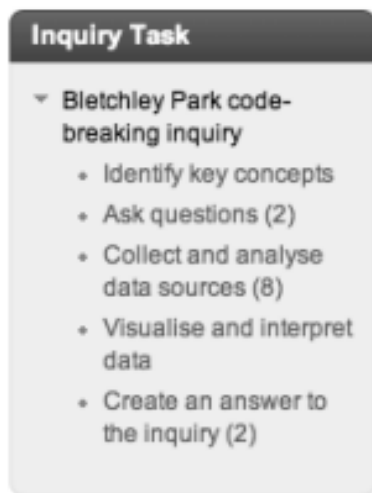 Inquiry Task
Bletchley Park code-
breaking inquiry
Identify key concepts
Ask questions (2)
Collect and analyse
data sources (8)
Visualise and interpret
data
Create an answer to
the inquiry (2)